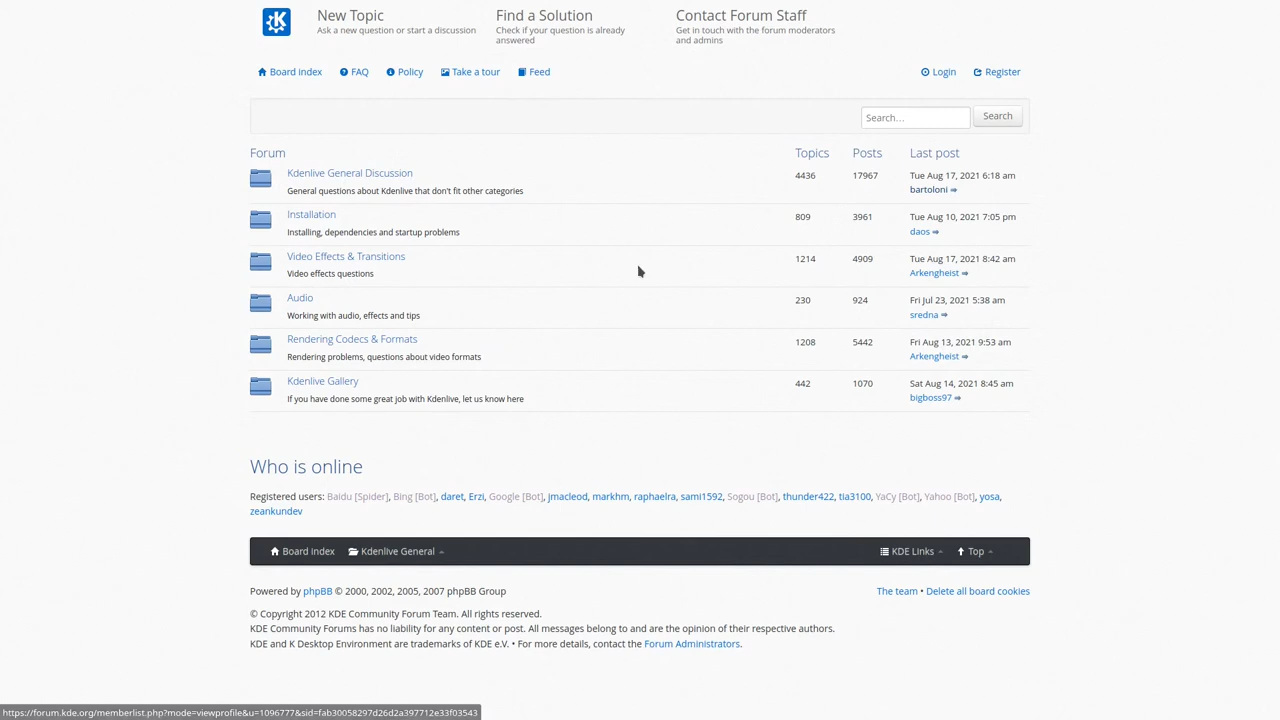 New Topic
Ask a new question or start a discussion
Find a Solution
Check if your question is already
answered
Contact Forum Staff
Get in touch with the forum moderators
and admins
Board index FAQ Policy Take a tour Feed Login Register
Search... Search
Forum Topics Posts Last post
Kdenlive General Discussion 4436 17967 Tue Aug 17, 2021 6:18 am
General questions about Kdenlive that don't fit other categories bartoloni ⇒
Installation 809 3961 Tue Aug 10, 2021 7:05 pm
Installing, dependencies and startup problems daos ⇒
Video Effects & Transitions 1214 4909 Tue Aug 17, 2021 8:42 am
Video effects questions Arkengheist ⇒
Audio 230 924 Fri Jul 23, 2021 5:38 am
Working with audio, effects and tips sredna ⇒
Rendering Codecs & Formats 1208 5442 Fri Aug 13, 2021 9:53 am
Rendering problems, questions about video formats Arkengheist ⇒
Kdenlive Gallery 442 1070 Sat Aug 14, 2021 8:45 am
If you have done some great job with Kdenlive, let us know here bigboss97 ⇒
Who is online
Registered users: Baidu [Spider], Bing [Bot], daret, Erzi, Google [Bot], jmacleod, markhm, raphaelra, sami1592, Sogou [Bot], thunder422, tia3100, YaCy [Bot], Yahoo [Bot], yosa,
zeankundev
Board index Kdenlive General KDE Links Top
Powered by phpBB © 2000, 2002, 2005, 2007 phpBB Group The team • Delete all board cookies
© Copyright 2012 KDE Community Forum Team. All rights reserved.
KDE Community Forums has no liability for any content or post. All messages belong to and are the opinion of their respective authors.
KDE and K Desktop Environment are trademarks of KDE e.V. • For more details, contact the Forum Administrators.
https://forum.kde.org/memberlist.php?mode=viewprofile&u=1096777&sid=fab30058297d26d2a397712e33f03543